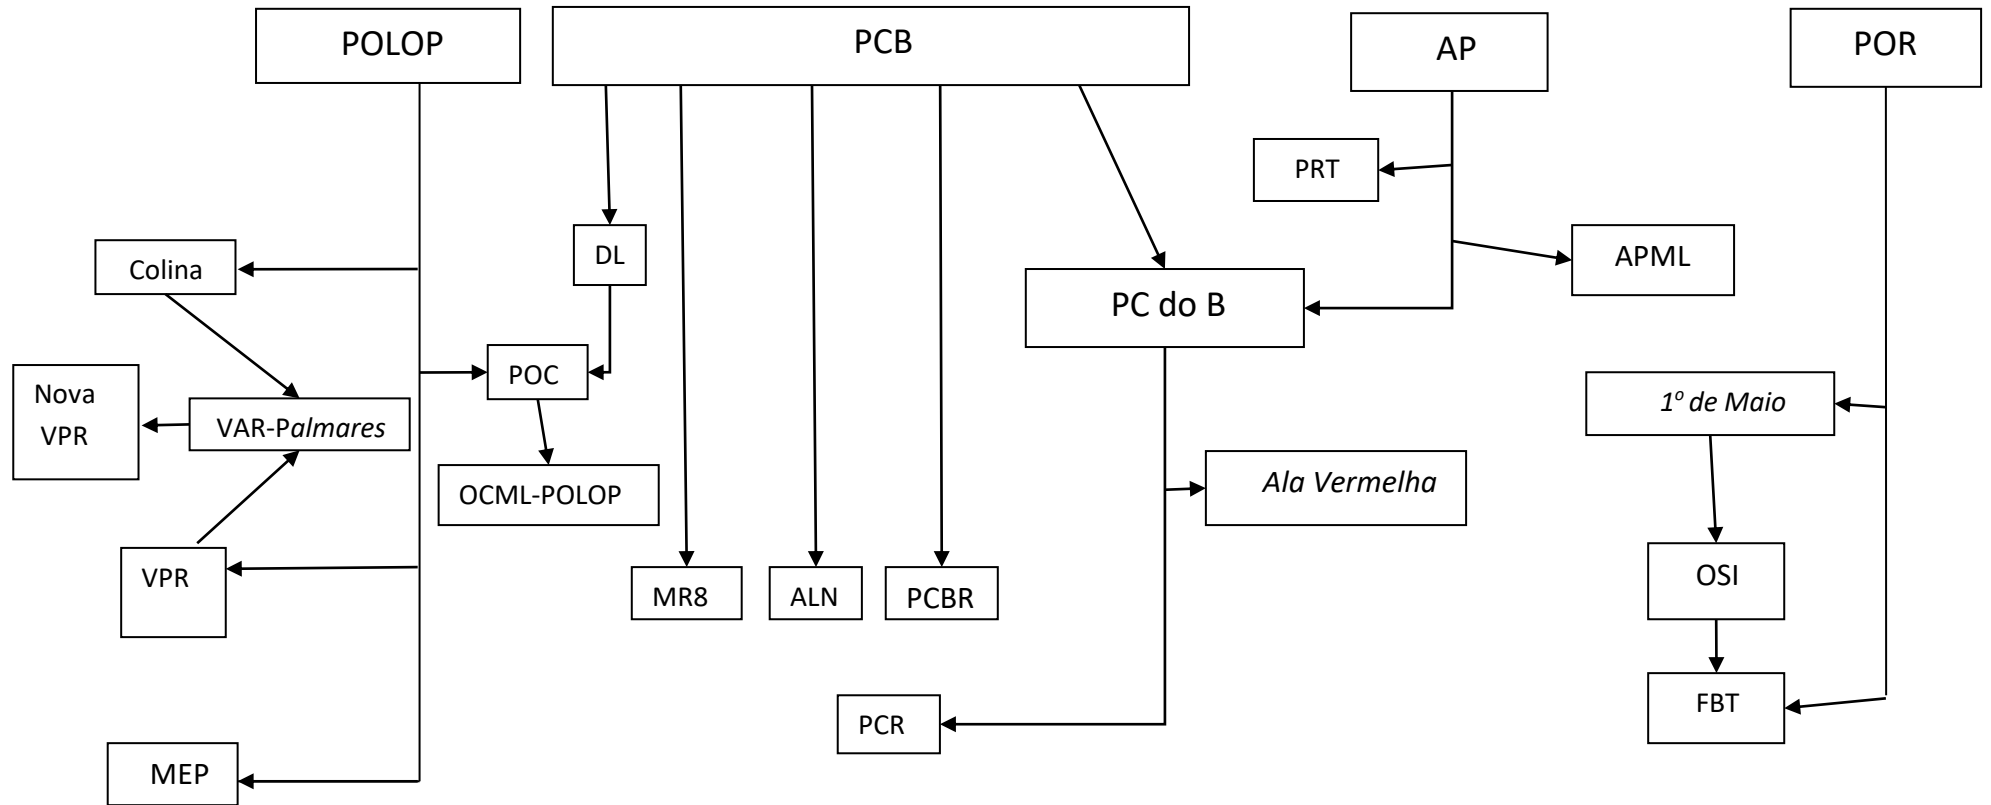 POLOP
PCB
AP
POR
PRT
DL
APML
Colina
PC do B
POC
Nova
VPR
VAR-Palmares
1º de Maio
OCML-POLOP
Ala Vermelha
VPR
MR8
ALN
PCBR
OSI
FBT
PCR
MEP